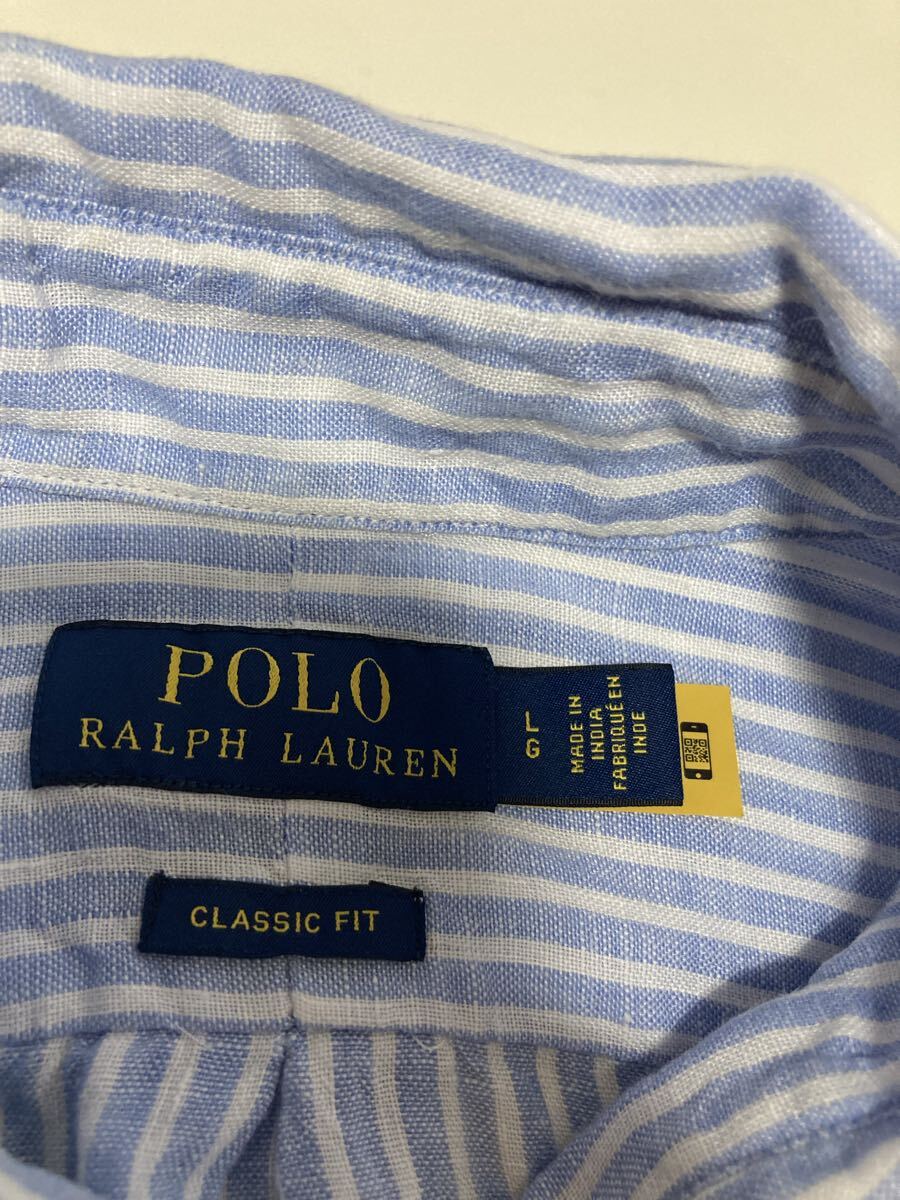 POLO
RALPH LAUREN
L
G
MADE IN
INDIA
FABRIQUÉ EN
INDE
CLASSIC FIT